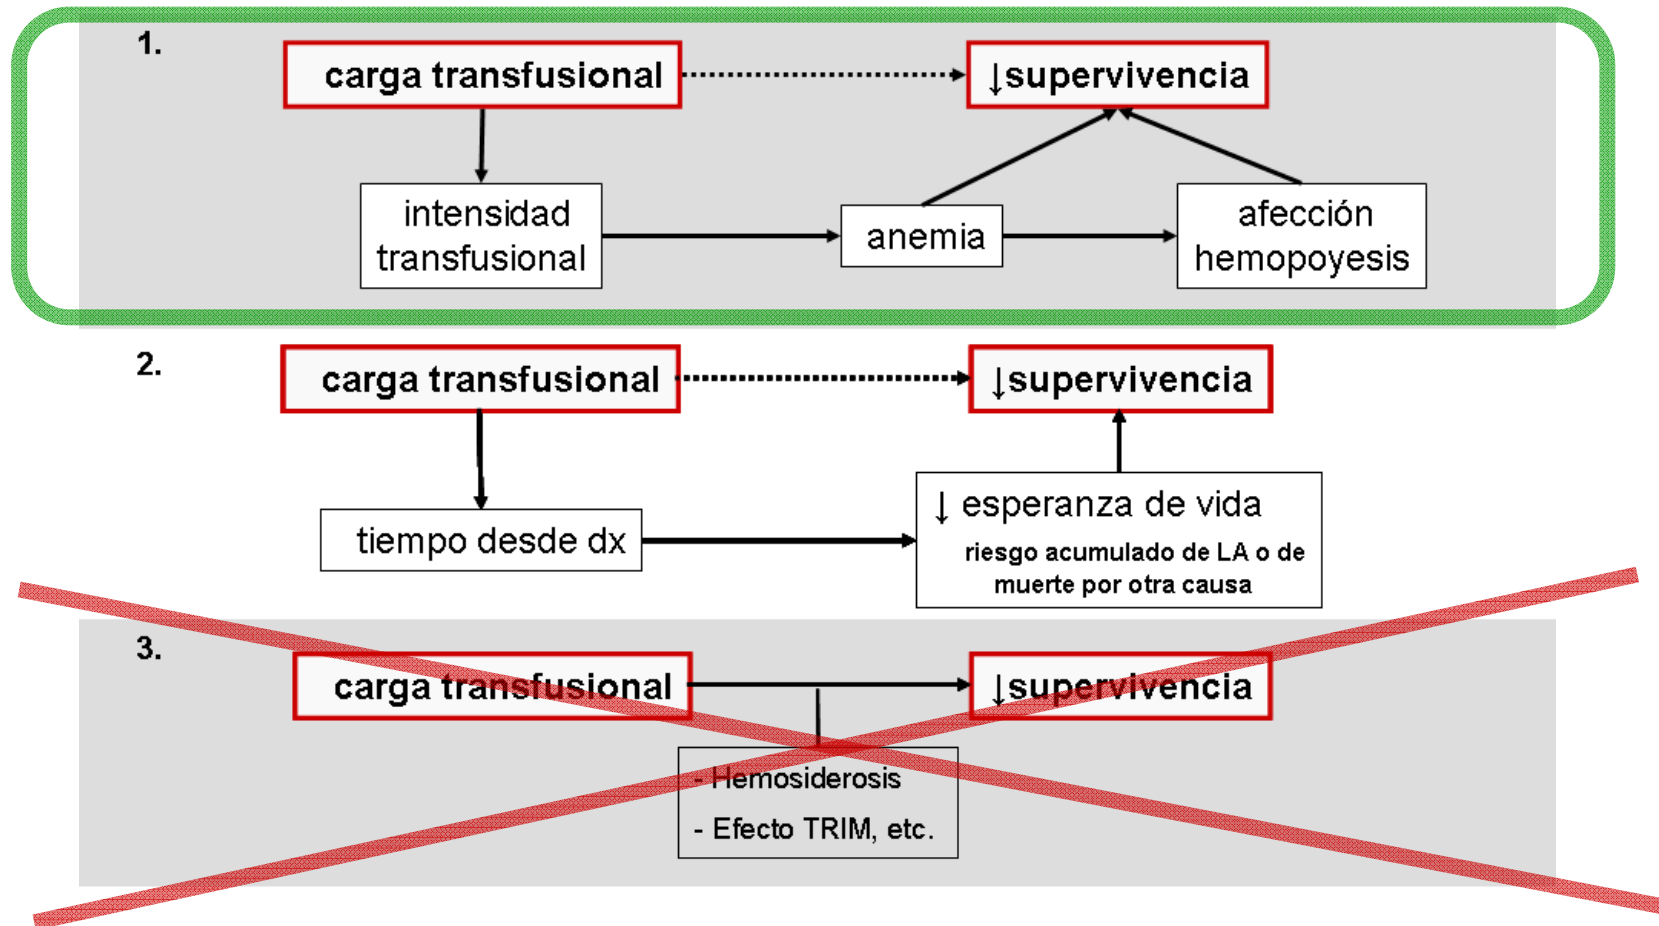 1.
carga transfusional
↓supervivencia
intensidad
transfusional
anemia
afección
hemopoyesis
2.
carga transfusional
↓supervivencia
tiempo desde dx
↓ esperanza de vida
riesgo acumulado de LA o de
muerte por otra causa
3.
carga transfusional
↓supervivencia
- Hemosiderosis
- Efecto TRIM, etc.